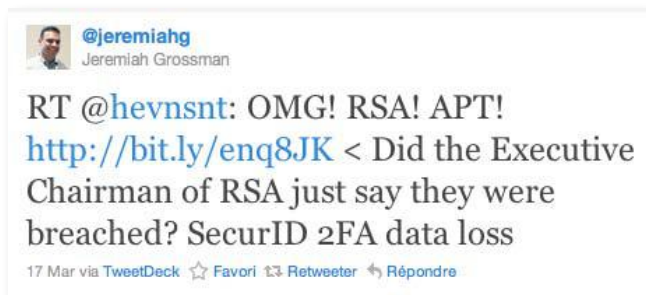 @jeremiahg
Jeremiah Grossman
RT @hevnsnt: OMG! RSA! APT!
http://bit.ly/enq8JK < Did the Executive
Chairman of RSA just say they were
breached? SecurID 2FA data loss
17 Mar via TweetDeck Favori Retweeter Répondre